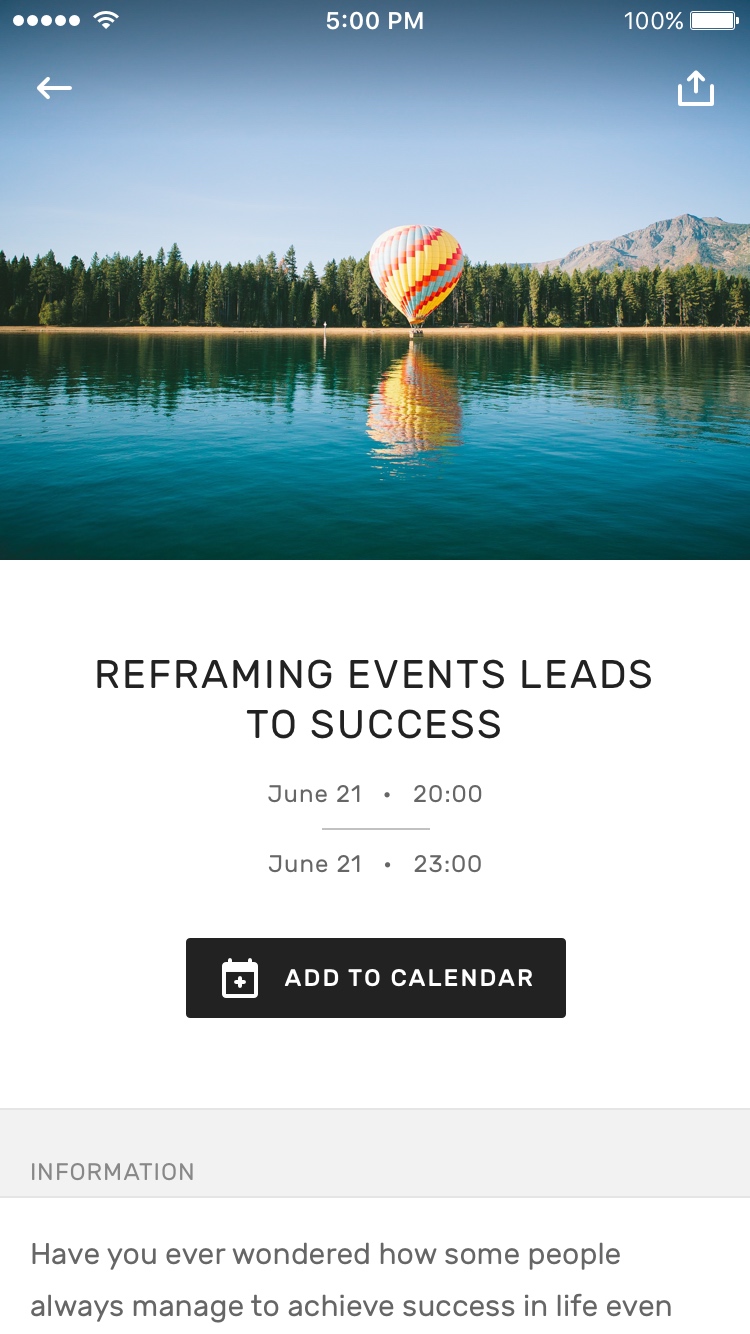 5:00 PM 100%
REFRAMING EVENTS LEADS
TO SUCCESS
June 21 • 20:00
June 21 • 23:00
ADD TO CALENDAR
INFORMATION
Have you ever wondered how some people
always manage to achieve success in life even